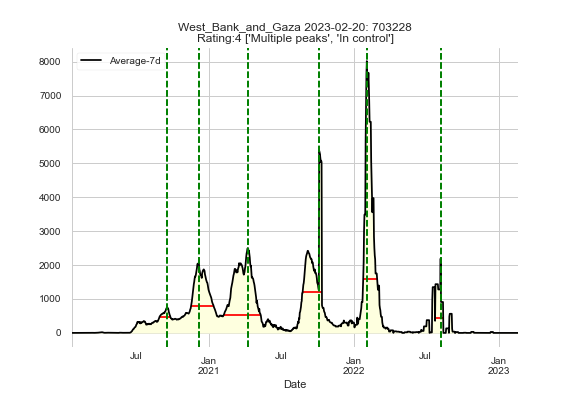 West_Bank_and_Gaza 2023-02-20: 703228
Rating:4 ['Multiple peaks', 'In control']
Average-7d
8000
7000
6000
5000
4000
3000
2000
1000
0
Jul
Jan
2021
Jul
Jan
2022
Jul
Jan
2023
Date